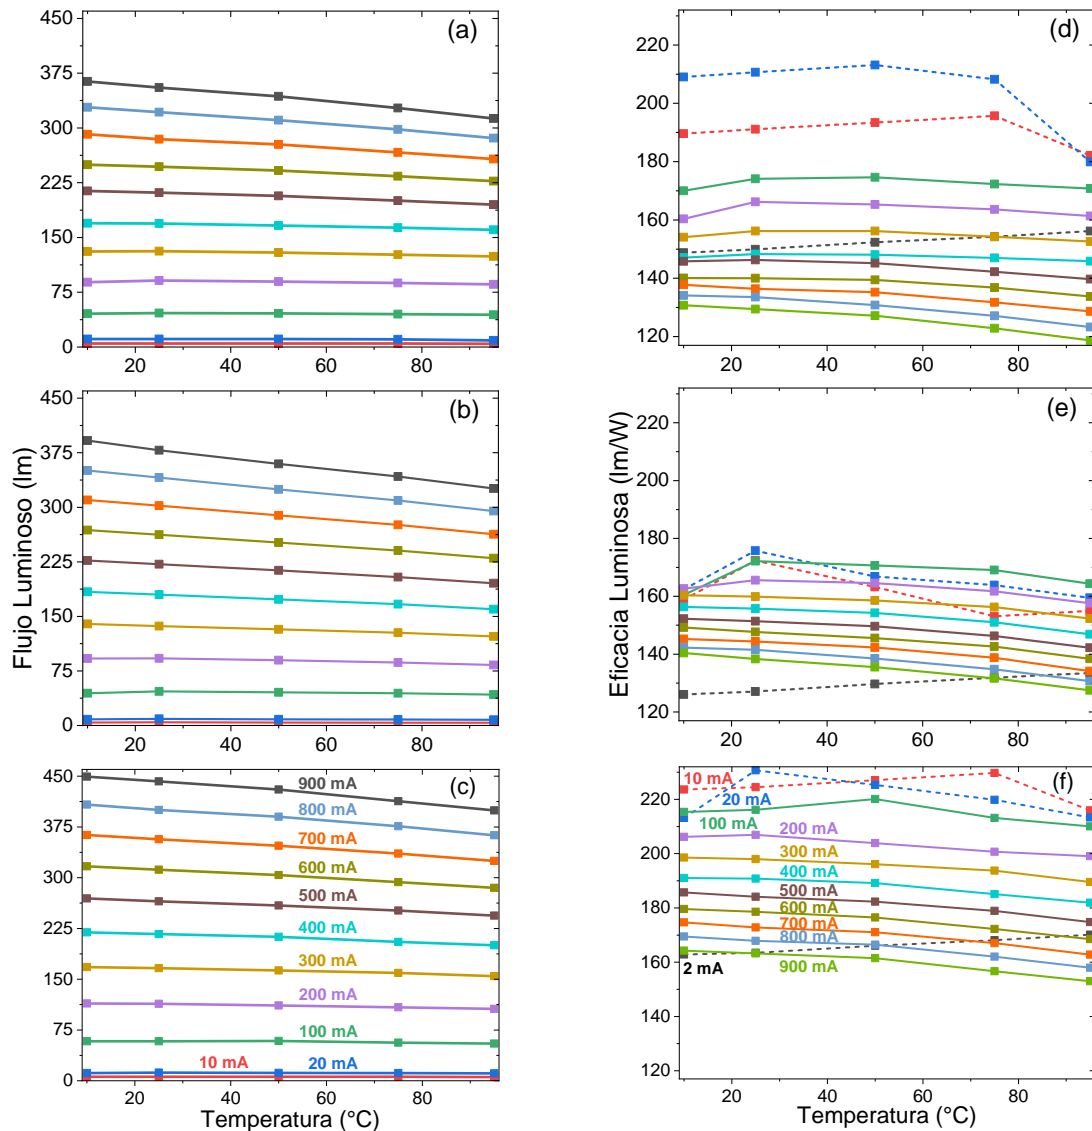 (a)
450
375
300
225
150
75
0
20
40
60
80
(d)
220
200
180
160
140
120
20
40
60
80
(b)
450
375
300
225
150
75
0
20
40
60
80
Flujo Luminoso (lm)
(e)
220
200
180
160
140
120
20
40
60
80
Eficacia Luminosa (lm/W)
(c)
450
375
300
225
150
75
0
900 mA
800 mA
700 mA
600 mA
500 mA
400 mA
300 mA
200 mA
100 mA
10 mA
20 mA
20
40
60
80
Temperatura (°C)
(f)
220
200
180
160
140
120
10 mA
20 mA
100 mA
200 mA
300 mA
400 mA
500 mA
600 mA
700 mA
800 mA
900 mA
2 mA
20
40
60
80
Temperatura (°C)